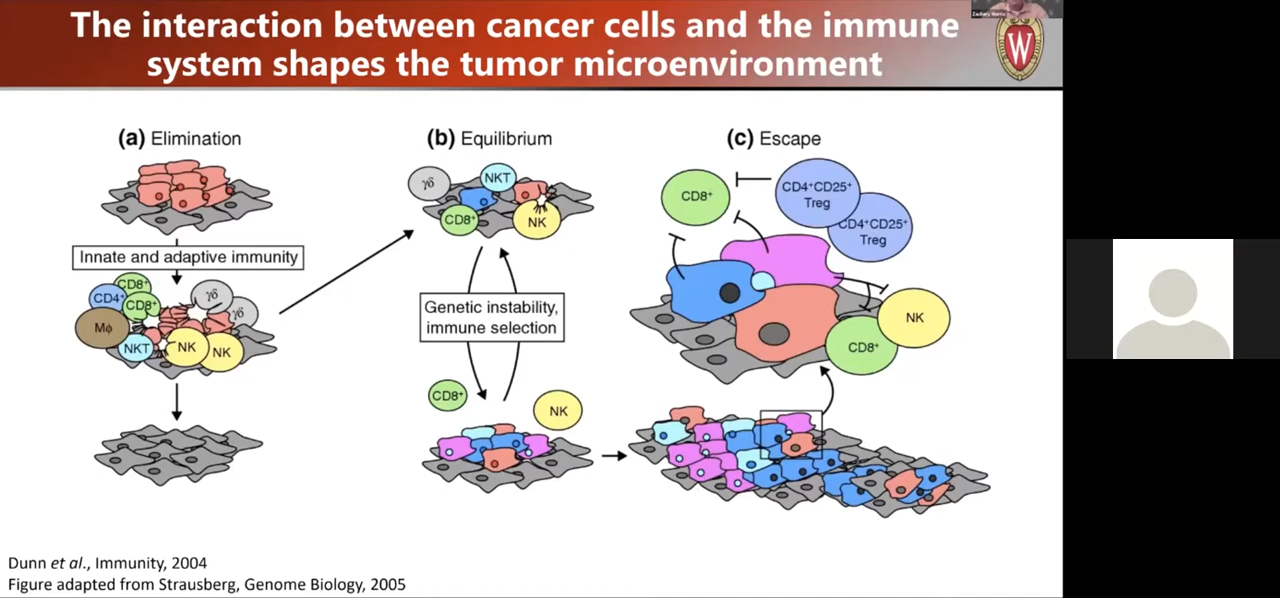 The interaction between cancer cells and the immune
system shapes the tumor microenvironment
W
(a) Elimination
Innate and adaptive immunity
CD8⁺
CD4⁺
CD8⁺
Mϕ
NKT
NK
NK
γδ
γδ
(b) Equilibrium
γδ
NKT
CD8⁺
NK
Genetic instability,
immune selection
CD8⁺
NK
(c) Escape
CD8⁺
CD4⁺CD25⁺
Treg
CD4⁺CD25⁺
Treg
NK
CD8⁺
Dunn et al., Immunity, 2004
Figure adapted from Strausberg, Genome Biology, 2005